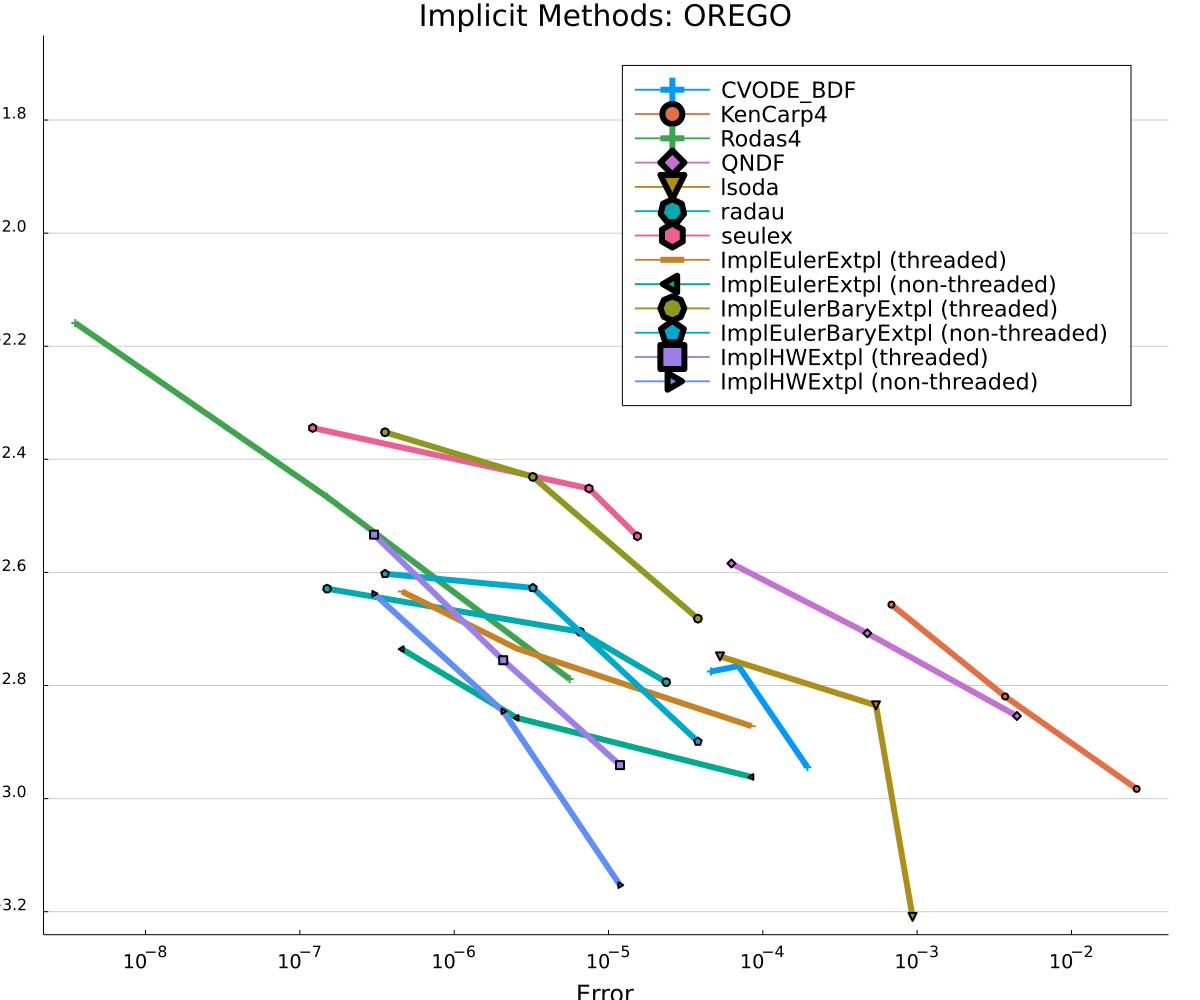 Implicit Methods: OREGO
CVODE_BDF
KenCarp4
Rodas4
QNDF
lsoda
radau
seulex
ImplEulerExtpl (threaded)
ImplEulerExtpl (non-threaded)
ImplEulerBaryExtpl (threaded)
ImplEulerBaryExtpl (non-threaded)
ImplHWExtpl (threaded)
ImplHWExtpl (non-threaded)
1.8
2.0
2.2
2.4
2.6
2.8
3.0
3.2
10⁻⁸ 10⁻⁷ 10⁻⁶ 10⁻⁵ 10⁻⁴ 10⁻³ 10⁻²
Error